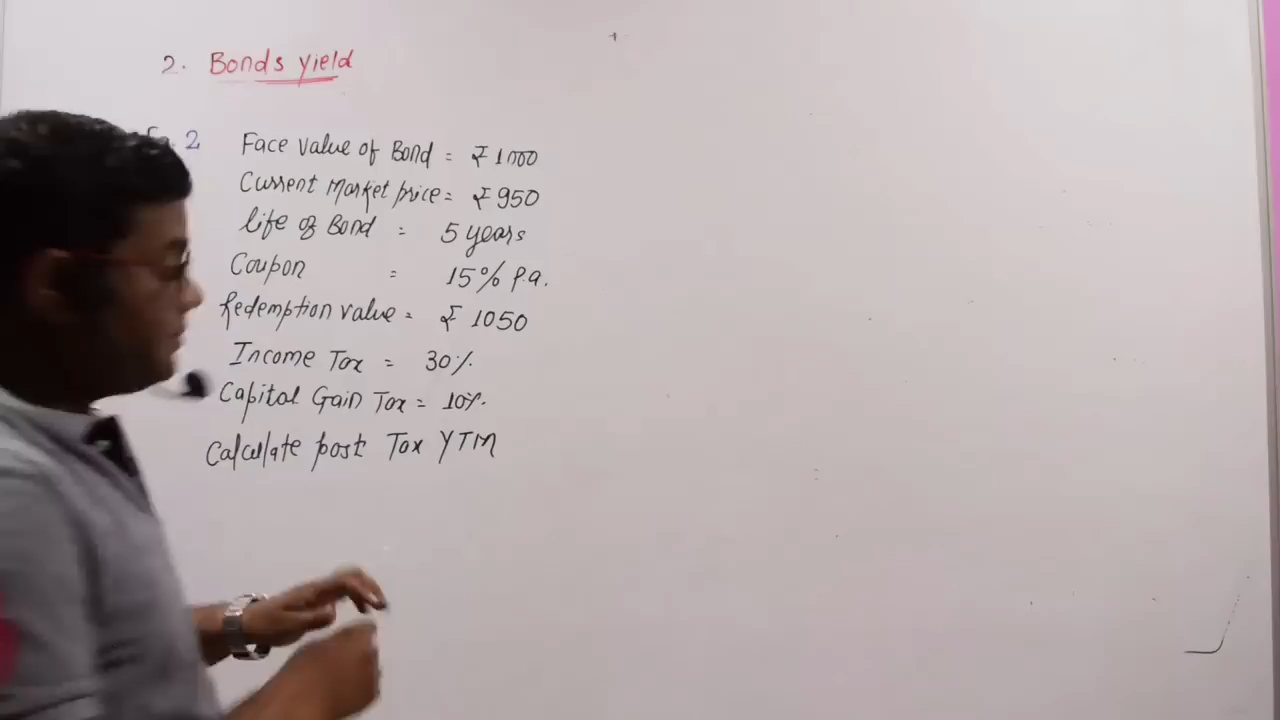 2. Bonds Yield
2 Face value of Bond = ₹ 1000
Current Market price = ₹ 950
life of Bond = 5 years
Coupon = 15% P.a.
Redemption value = ₹ 1050
Income Tax = 30%
Capital Gain Tax = 10%.
Calculate post Tax YTM